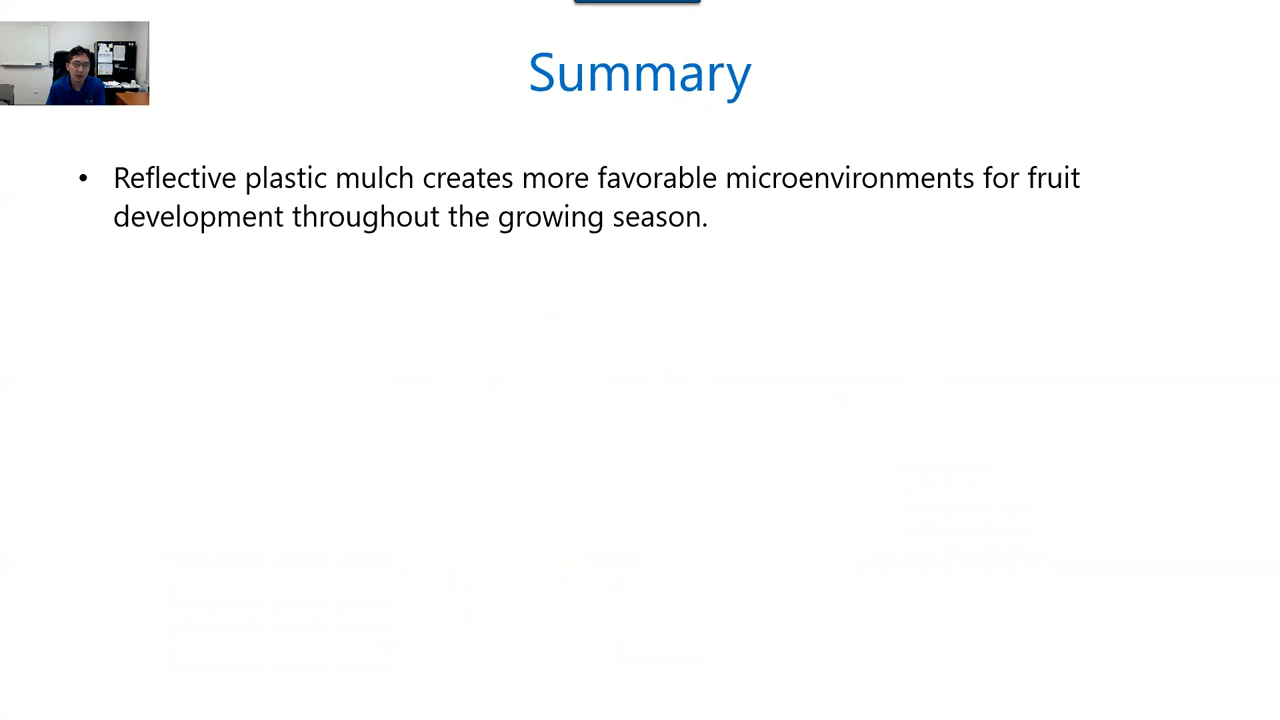 Summary
• Reflective plastic mulch creates more favorable microenvironments for fruit
development throughout the growing season.